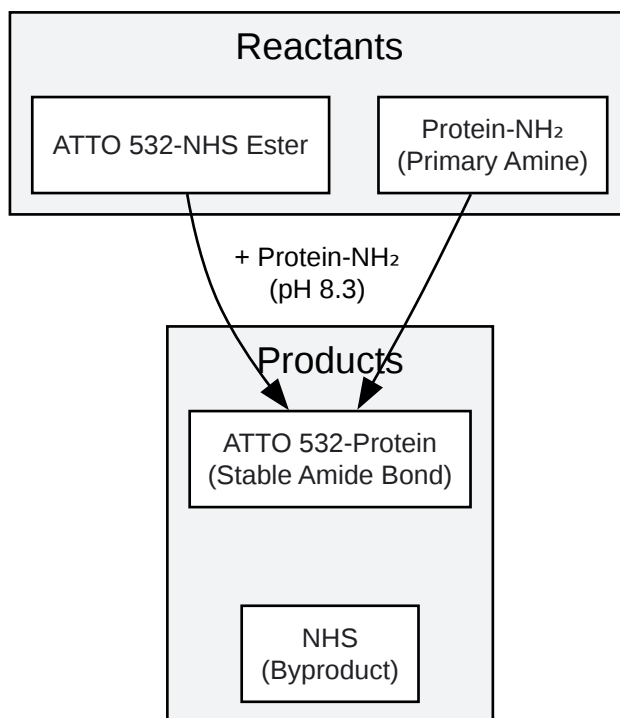 Reactants
ATTO 532-NHS Ester
Protein-NH₂
(Primary Amine)
+ Protein-NH₂
(pH 8.3)
Products
ATTO 532-Protein
(Stable Amide Bond)
NHS
(Byproduct)